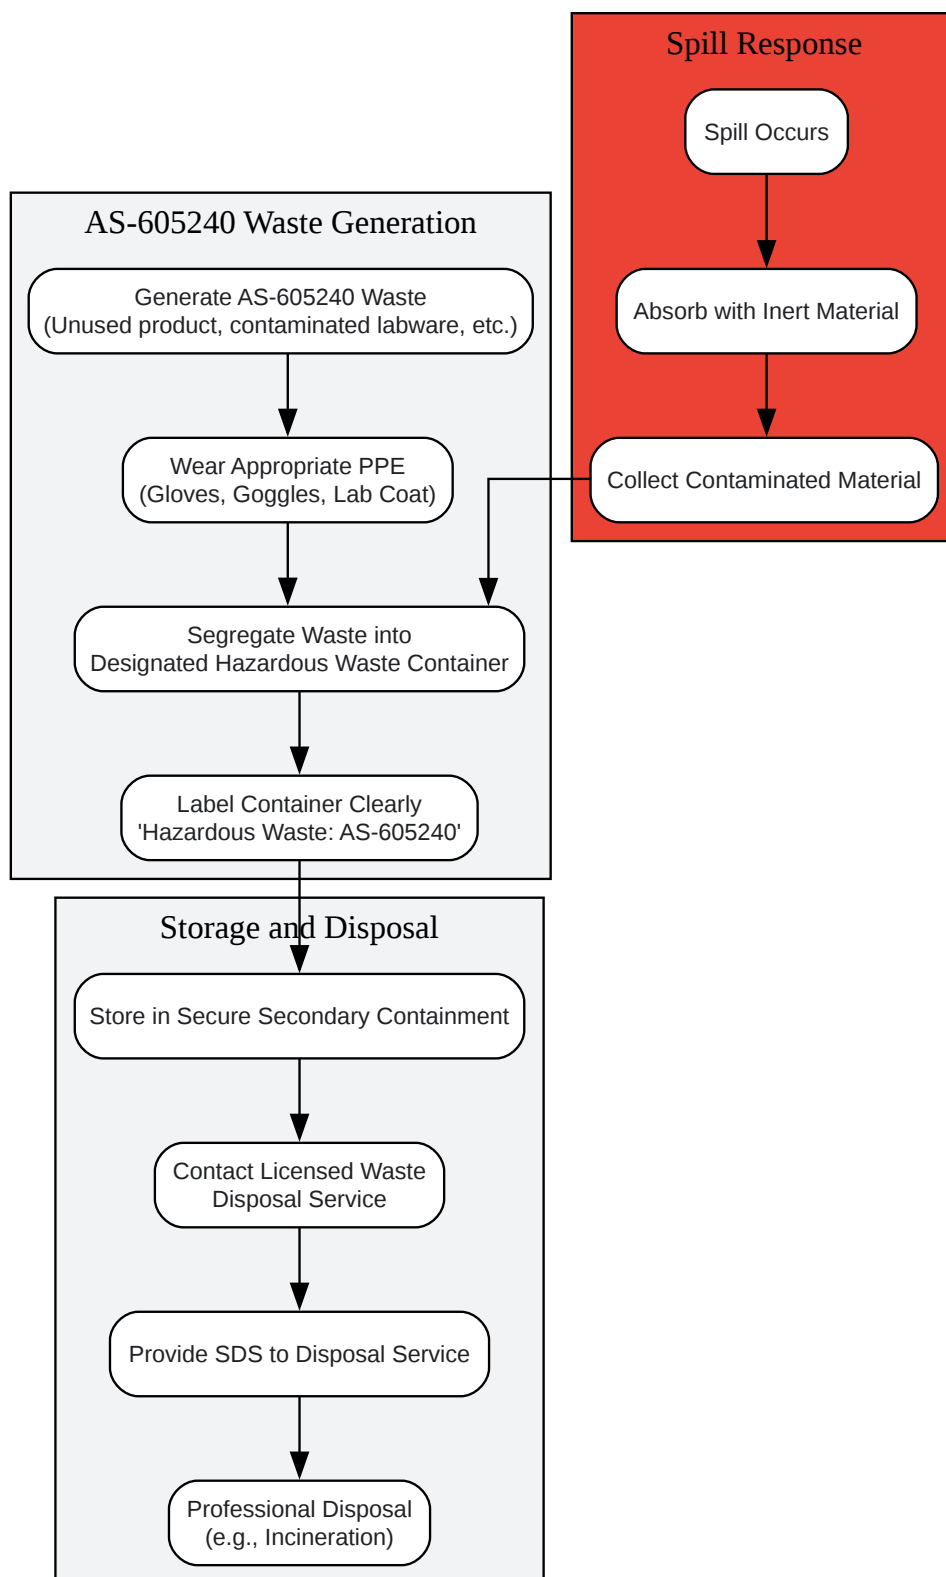 Spill Response
Spill Occurs
Absorb with Inert Material
Collect Contaminated Material
AS-605240 Waste Generation
Generate AS-605240 Waste
(Unused product, contaminated labware, etc.)
Wear Appropriate PPE
(Gloves, Goggles, Lab Coat)
Segregate Waste into
Designated Hazardous Waste Container
Label Container Clearly
'Hazardous Waste: AS-605240'
Storage and Disposal
Store in Secure Secondary Containment
Contact Licensed Waste
Disposal Service
Provide SDS to Disposal Service
Professional Disposal
(e.g., Incineration)